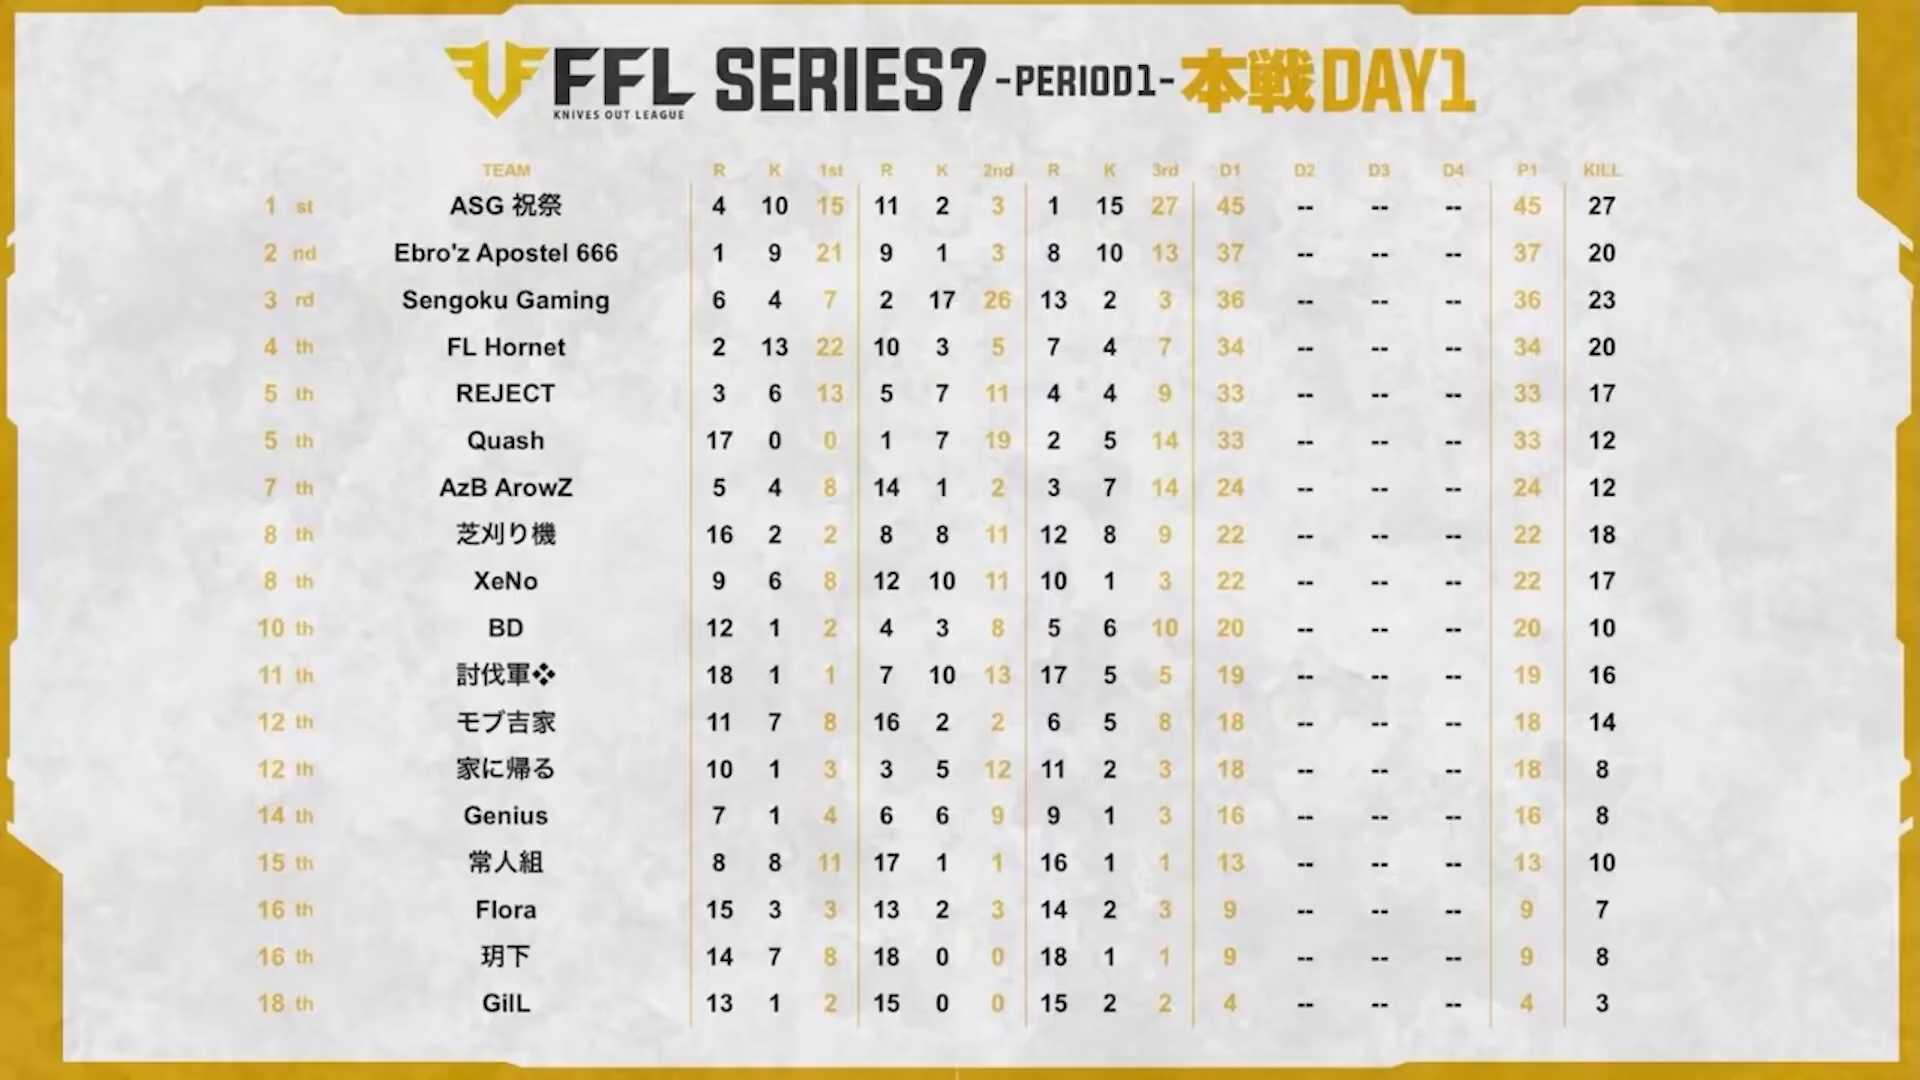 FFL SERIES7 -PERIOD1- 本戦DAY1
KNIVES OUT LEAGUE
TEAM R K 1st R K 2nd R K 3rd D1 D2 D3 D4 P1 KILL
1 st ASG 祝祭 4 10 15 11 2 3 1 15 27 45 -- -- -- 45 27
2 nd Ebro'z Apostel 666 1 9 21 9 1 3 8 10 13 37 -- -- -- 37 20
3 rd Sengoku Gaming 6 4 7 2 17 26 13 2 3 36 -- -- -- 36 23
4 th FL Hornet 2 13 22 10 3 5 7 4 7 34 -- -- -- 34 20
5 th REJECT 3 6 13 5 7 11 4 4 9 33 -- -- -- 33 17
5 th Quash 17 0 0 1 7 19 2 5 14 33 -- -- -- 33 12
7 th AzB ArowZ 5 4 8 14 1 2 3 7 14 24 -- -- -- 24 12
8 th 芝刈り機 16 2 2 8 8 11 12 8 9 22 -- -- -- 22 18
8 th XeNo 9 6 8 12 10 11 10 1 3 22 -- -- -- 22 17
10 th BD 12 1 2 4 3 8 5 6 10 20 -- -- -- 20 10
11 th 討伐軍❖ 18 1 1 7 10 13 17 5 5 19 -- -- -- 19 16
12 th モブ吉家 11 7 8 16 2 2 6 5 8 18 -- -- -- 18 14
12 th 家に帰る 10 1 3 3 5 12 11 2 3 18 -- -- -- 18 8
14 th Genius 7 1 4 6 6 9 9 1 3 16 -- -- -- 16 8
15 th 常人組 8 8 11 17 1 1 16 1 1 13 -- -- -- 13 10
16 th Flora 15 3 3 13 2 3 14 2 3 9 -- -- -- 9 7
16 th 玥下 14 7 8 18 0 0 18 1 1 9 -- -- -- 9 8
18 th GilL 13 1 2 15 0 0 15 2 2 4 -- -- -- 4 3